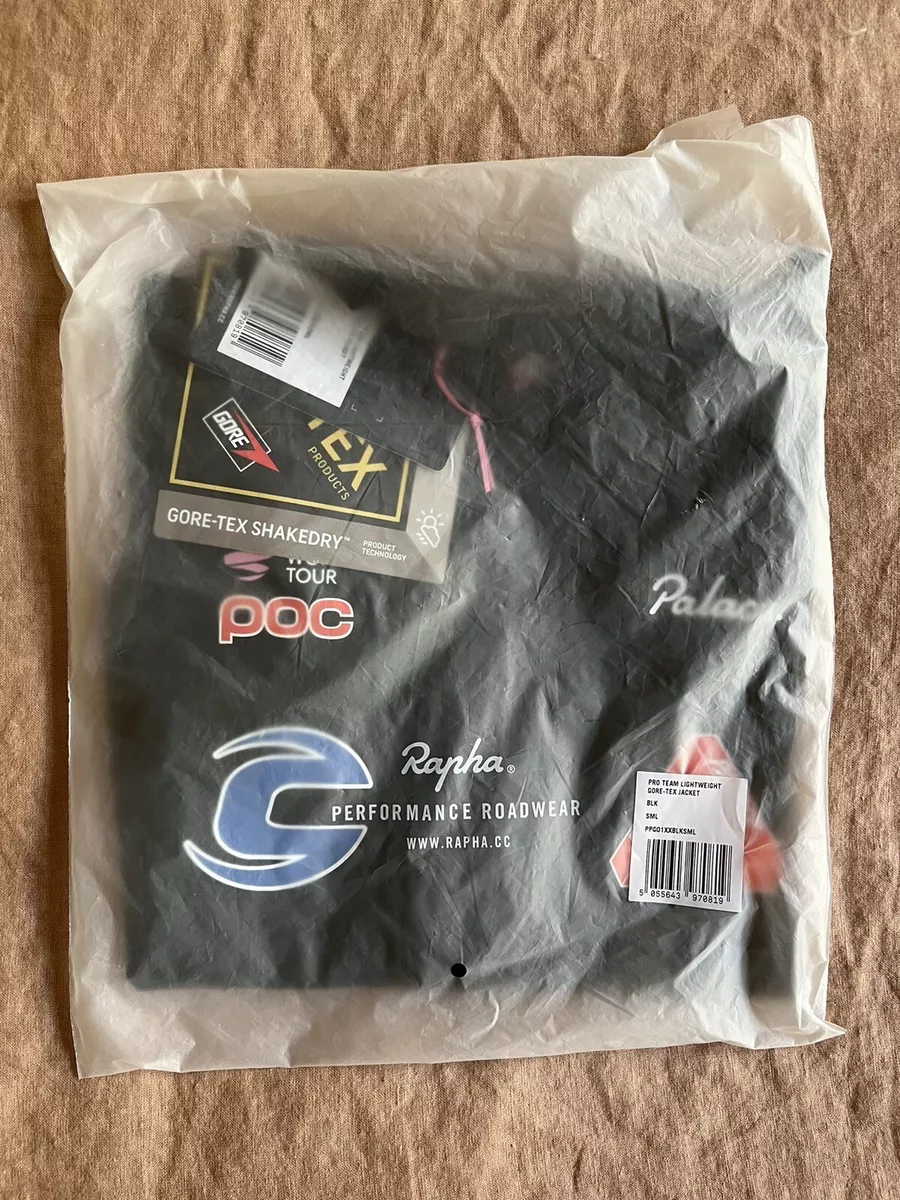 970819
GORE
TEX
PRODUCTS
GORE-TEX SHAKEDRY™
PRODUCT
TECHNOLOGY
TOUR
POC
Palac
Rapha®
PERFORMANCE ROADWEAR
WWW.RAPHA.CC
PRO TEAM LIGHTWEIGHT
GORE-TEX JACKET
BLK
SML
PPG01XXBLKSML
5 055643 970819